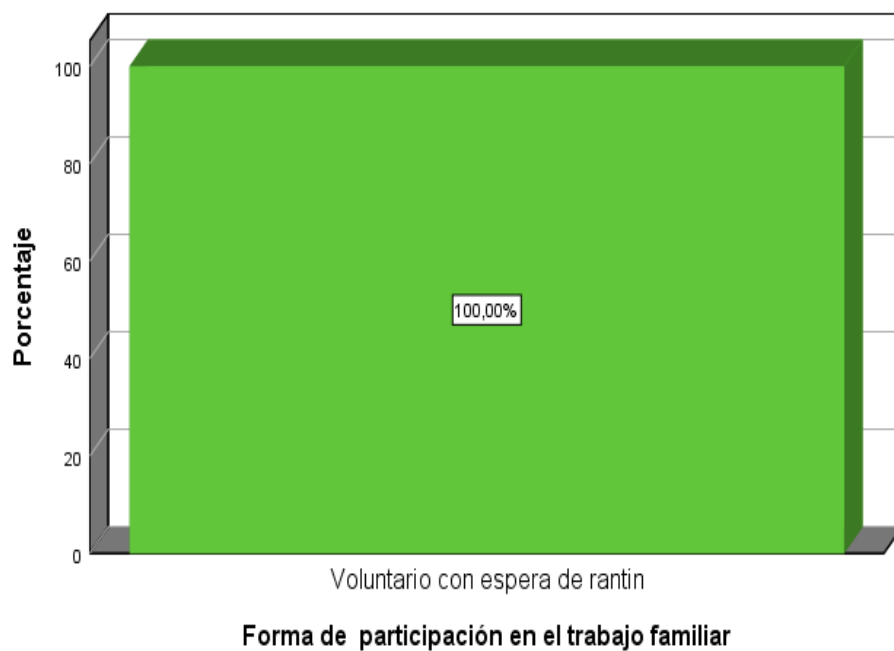 Porcentaje
100
80
60
40
20
0
100,00%
Voluntario con espera de rantin
Forma de participación en el trabajo familiar